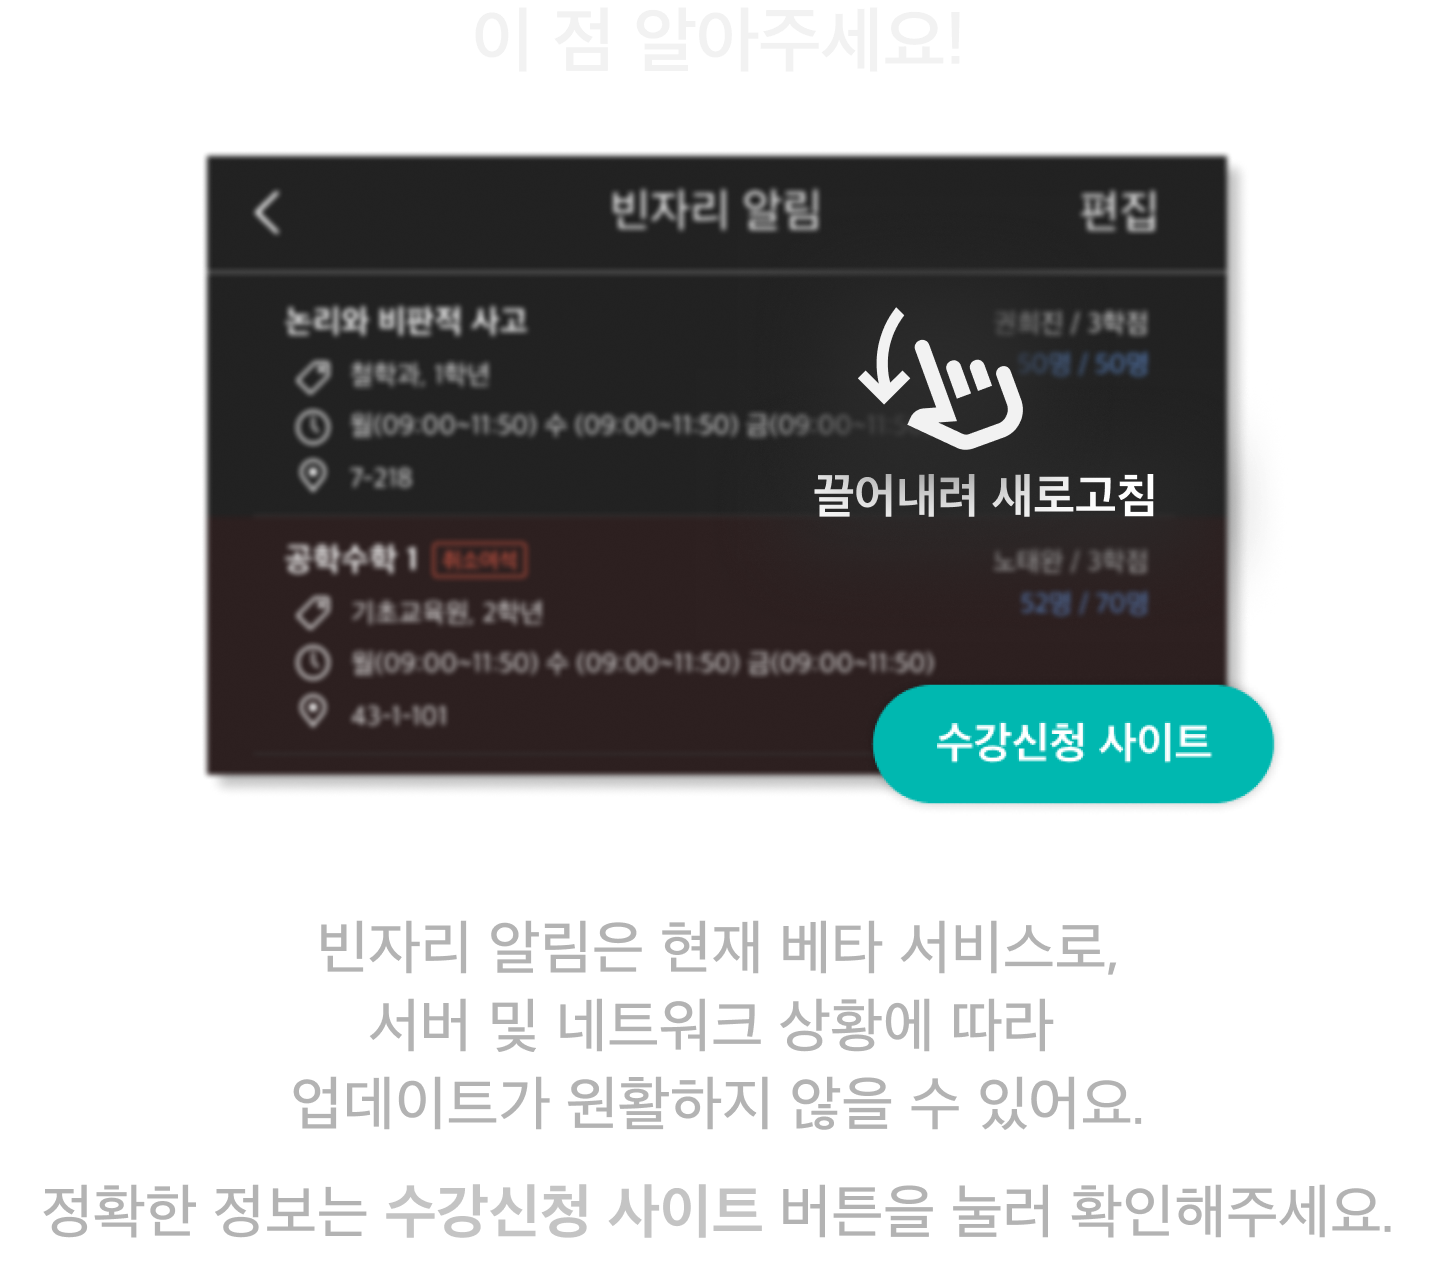 이 점 알아주세요!
빈자리 알림
편집
논리와 비판적 사고
권희진 / 3학점
50명 / 50명
철학과, 1학년
월(09:00~11:50) 수 (09:00~11:50) 금(09:00~11:50)
7-218
끌어내려 새로고침
공학수학 1
취소여석
노태완 / 3학점
52명 / 70명
기초교육원, 2학년
월(09:00~11:50) 수 (09:00~11:50) 금(09:00~11:50)
43-1-101
수강신청 사이트
빈자리 알림은 현재 베타 서비스로,
서버 및 네트워크 상황에 따라
업데이트가 원활하지 않을 수 있어요.
정확한 정보는 수강신청 사이트 버튼을 눌러 확인해주세요.